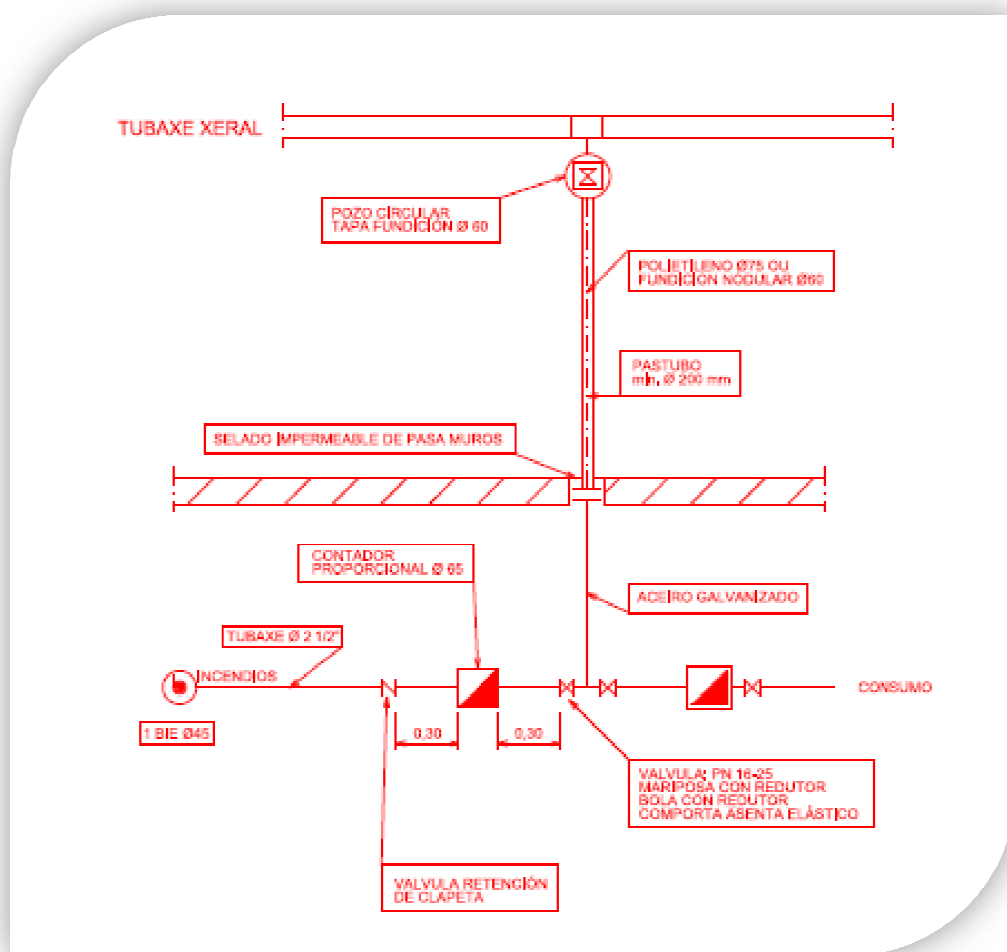 TUBAXE XERAL
POZO CIRCULAR
TAPA FUNDICIÓN Ø 60
POLIETILENO Ø75 OU
FUNDICION NODULAR Ø60
PASTUBO
min. Ø 200 mm
SELADO IMPERMEABLE DE PASA MUROS
CONTADOR
PROPORCIONAL Ø 65
ACEIRO GALVANIZADO
TUBAXE Ø 2 1/2"
INCENDIOS
CONSUMO
1 BIE Ø45
0,30
0,30
VALVULA: PN 16-25
MARIPOSA CON REDUTOR
BOLA CON REDUTOR
COMPORTA ASENTA ELÁSTICO
VALVULA RETENCIÓN
DE CLAPETA